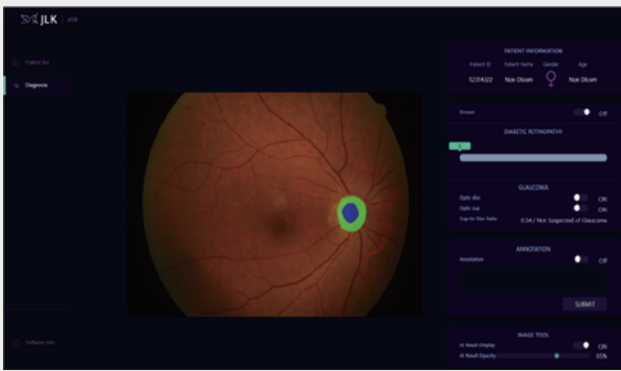 JLK
Patient list
Diagnosis
Software Info
PATIENT INFORMATION
Patient ID Patient Name Gender Age
12314122 Non Dicom Non Dicom
Off
DIABETIC RETINOPATHY
GLAUCOMA
Optic disc ON
Optic cup ON
Cup-to-Disc Ratio 0.34 / Not Suspected of Glaucoma
ANNOTATION
Annotation Off
SUBMIT
IMAGE TOOL
AI Result Display ON
AI Result Opacity 65%